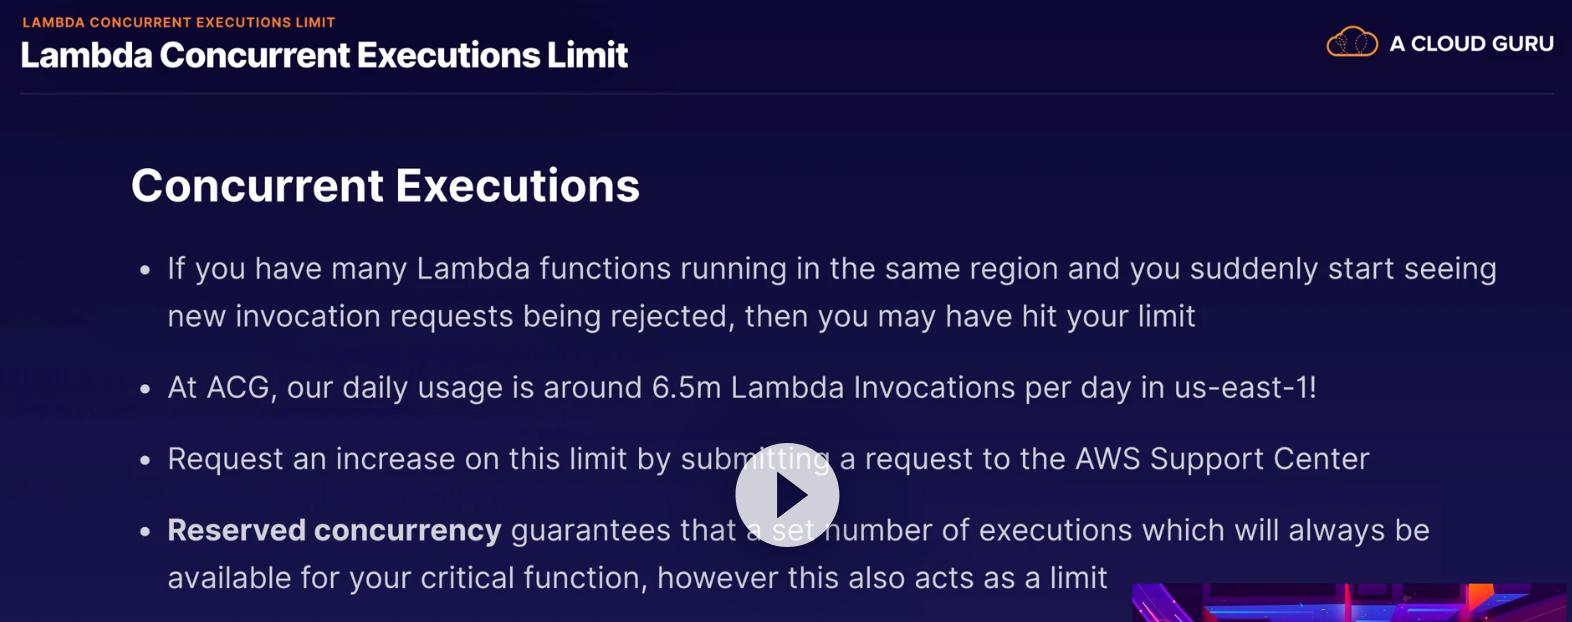 LAMBDA CONCURRENT EXECUTIONS LIMIT
Lambda Concurrent Executions Limit
A CLOUD GURU
Concurrent Executions
• If you have many Lambda functions running in the same region and you suddenly start seeing
new invocation requests being rejected, then you may have hit your limit
• At ACG, our daily usage is around 6.5m Lambda Invocations per day in us-east-1!
• Request an increase on this limit by submitting a request to the AWS Support Center
• Reserved concurrency guarantees that a set number of executions which will always be
available for your critical function, however this also acts as a limit